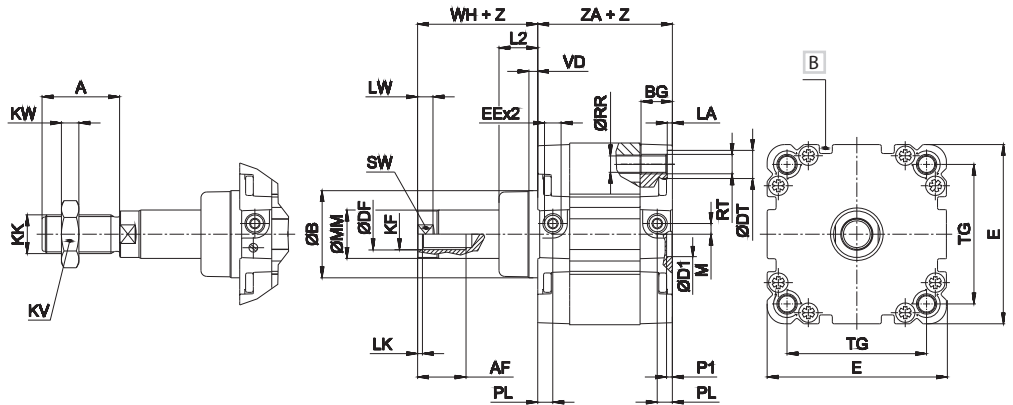 WH + Z
ZA + Z
L2
VD
A
LW
BG
KW
EEx2
ØRR
LA
B
SW
KK
ØB
ØMM
ØDF
KF
RT
ØDT
TG
E
ØD1
M
KV
LK
AF
P1
TG
PL
PL
E